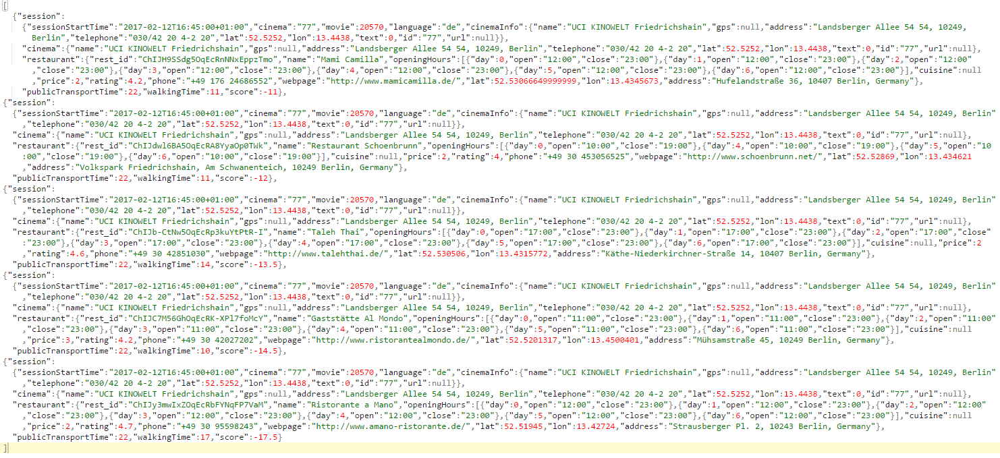 [
{"session":
{"sessionStartTime":"2017-02-12T16:45:00+01:00","cinema":"77","movie":20570,"language":"de","cinemaInfo":{"name":"UCI KINOWELT Friedrichshain","gps":null,"address":"Landsberger Allee 54 54, 10249,
Berlin","telephone":"030/42 20 4-2 20","lat":52.5252,"lon":13.4438,"text":0,"id":"77","url":null}},
"cinema":{"name":"UCI KINOWELT Friedrichshain","gps":null,"address":"Landsberger Allee 54 54, 10249, Berlin","telephone":"030/42 20 4-2 20","lat":52.5252,"lon":13.4438,"text":0,"id":"77","url":null},
"restaurant":{"rest_id":"ChIJH9SSdg5OqEcRnNNxEppzTmo","name":"Mami Camilla","openingHours":[{"day":0,"open":"12:00","close":"23:00"},{"day":1,"open":"12:00","close":"23:00"},{"day":2,"open":"12:00"
,"close":"23:00"},{"day":3,"open":"12:00","close":"23:00"},{"day":4,"open":"12:00","close":"23:00"},{"day":5,"open":"12:00","close":"23:00"},{"day":6,"open":"12:00","close":"23:00"}],"cuisine":null
,"price":2,"rating":4.2,"phone":"+49 176 24686552","webpage":"http://www.mamicamilla.de/","lat":52.53066649999999,"lon":13.4345673,"address":"Hufelandstraße 36, 10407 Berlin, Germany"},
"publicTransportTime":22,"walkingTime":11,"score":-11},
{"session":
{"sessionStartTime":"2017-02-12T16:45:00+01:00","cinema":"77","movie":20570,"language":"de","cinemaInfo":{"name":"UCI KINOWELT Friedrichshain","gps":null,"address":"Landsberger Allee 54 54, 10249, Berlin"
,"telephone":"030/42 20 4-2 20","lat":52.5252,"lon":13.4438,"text":0,"id":"77","url":null}},
"cinema":{"name":"UCI KINOWELT Friedrichshain","gps":null,"address":"Landsberger Allee 54 54, 10249, Berlin","telephone":"030/42 20 4-2 20","lat":52.5252,"lon":13.4438,"text":0,"id":"77","url":null},
"restaurant":{"rest_id":"ChIJdwl6BA5OqEcRA8YyaOp0TWk","name":"Restaurant Schoenbrunn","openingHours":[{"day":0,"open":"10:00","close":"19:00"},{"day":4,"open":"10:00","close":"19:00"},{"day":5,"open":"10
:00","close":"19:00"},{"day":6,"open":"10:00","close":"19:00"}],"cuisine":null,"price":2,"rating":4,"phone":"+49 30 453056525","webpage":"http://www.schoenbrunn.net/","lat":52.52869,"lon":13.434621
,"address":"Volkspark Friedrichshain, Am Schwanenteich, 10249 Berlin, Germany"},
"publicTransportTime":22,"walkingTime":11,"score":-12},
{"session":
{"sessionStartTime":"2017-02-12T16:45:00+01:00","cinema":"77","movie":20570,"language":"de","cinemaInfo":{"name":"UCI KINOWELT Friedrichshain","gps":null,"address":"Landsberger Allee 54 54, 10249, Berlin"
,"telephone":"030/42 20 4-2 20","lat":52.5252,"lon":13.4438,"text":0,"id":"77","url":null}},
"cinema":{"name":"UCI KINOWELT Friedrichshain","gps":null,"address":"Landsberger Allee 54 54, 10249, Berlin","telephone":"030/42 20 4-2 20","lat":52.5252,"lon":13.4438,"text":0,"id":"77","url":null},
"restaurant":{"rest_id":"ChIJb-CtNw5OqEcRp3kuYtPtR-I","name":"Taleh Thai","openingHours":[{"day":0,"open":"17:00","close":"23:00"},{"day":1,"open":"17:00","close":"23:00"},{"day":2,"open":"17:00","close"
:"23:00"},{"day":3,"open":"17:00","close":"23:00"},{"day":4,"open":"17:00","close":"23:00"},{"day":5,"open":"17:00","close":"23:00"},{"day":6,"open":"17:00","close":"23:00"}],"cuisine":null,"price":2
,"rating":4.6,"phone":"+49 30 42851030","webpage":"http://www.talehthai.de/","lat":52.530506,"lon":13.4315772,"address":"Käthe-Niederkirchner-Straße 14, 10407 Berlin, Germany"},
"publicTransportTime":22,"walkingTime":14,"score":-13.5},
{"session":
{"sessionStartTime":"2017-02-12T16:45:00+01:00","cinema":"77","movie":20570,"language":"de","cinemaInfo":{"name":"UCI KINOWELT Friedrichshain","gps":null,"address":"Landsberger Allee 54 54, 10249, Berlin"
,"telephone":"030/42 20 4-2 20","lat":52.5252,"lon":13.4438,"text":0,"id":"77","url":null}},
"cinema":{"name":"UCI KINOWELT Friedrichshain","gps":null,"address":"Landsberger Allee 54 54, 10249, Berlin","telephone":"030/42 20 4-2 20","lat":52.5252,"lon":13.4438,"text":0,"id":"77","url":null},
"restaurant":{"rest_id":"ChIJC7M56GhOqEcRK-XPl7foMcY","name":"Gaststätte Al Mondo","openingHours":[{"day":0,"open":"11:00","close":"23:00"},{"day":1,"open":"11:00","close":"23:00"},{"day":2,"open":"11:00"
,"close":"23:00"},{"day":3,"open":"11:00","close":"23:00"},{"day":4,"open":"11:00","close":"23:00"},{"day":5,"open":"11:00","close":"23:00"},{"day":6,"open":"11:00","close":"23:00"}],"cuisine":null
,"price":3,"rating":4.2,"phone":"+49 30 42027202","webpage":"http://www.ristorantealmondo.de/","lat":52.5201317,"lon":13.4500401,"address":"Mühsamstraße 45, 10249 Berlin, Germany"},
"publicTransportTime":22,"walkingTime":10,"score":-14.5},
{"session":
{"sessionStartTime":"2017-02-12T16:45:00+01:00","cinema":"77","movie":20570,"language":"de","cinemaInfo":{"name":"UCI KINOWELT Friedrichshain","gps":null,"address":"Landsberger Allee 54 54, 10249, Berlin"
,"telephone":"030/42 20 4-2 20","lat":52.5252,"lon":13.4438,"text":0,"id":"77","url":null}},
"cinema":{"name":"UCI KINOWELT Friedrichshain","gps":null,"address":"Landsberger Allee 54 54, 10249, Berlin","telephone":"030/42 20 4-2 20","lat":52.5252,"lon":13.4438,"text":0,"id":"77","url":null},
"restaurant":{"rest_id":"ChIJy3mwIxZOqEcRbFYNqFP7VaM","name":"Ristorante a Mano","openingHours":[{"day":0,"open":"12:00","close":"23:00"},{"day":1,"open":"12:00","close":"23:00"},{"day":2,"open":"12:00"
,"close":"23:00"},{"day":3,"open":"12:00","close":"23:00"},{"day":4,"open":"12:00","close":"23:00"},{"day":5,"open":"12:00","close":"23:00"},{"day":6,"open":"12:00","close":"23:00"}],"cuisine":null
,"price":2,"rating":4.7,"phone":"+49 30 95598243","webpage":"http://www.amano-ristorante.de/","lat":52.51945,"lon":13.42724,"address":"Strausberger Pl. 2, 10243 Berlin, Germany"},
"publicTransportTime":22,"walkingTime":17,"score":-17.5}
]